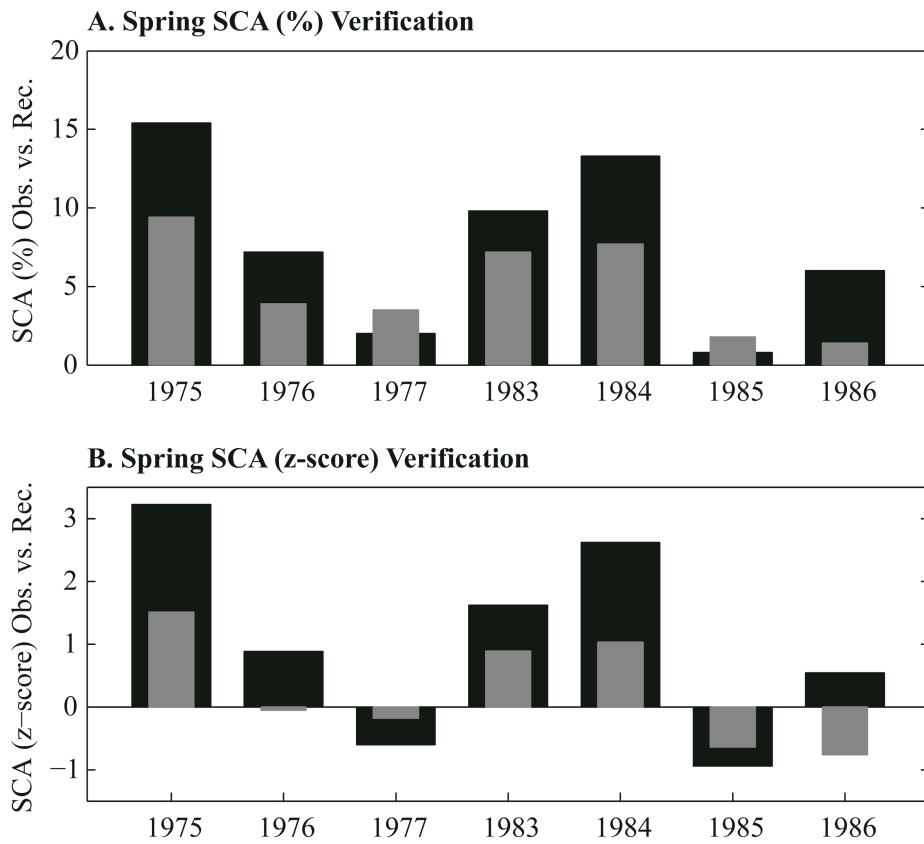 A. Spring SCA (%) Verification
SCA (%) Obs. vs. Rec.
20
15
10
5
0
1975 1976 1977 1983 1984 1985 1986
B. Spring SCA (z-score) Verification
SCA (z−score) Obs. vs. Rec.
3
2
1
0
−1
1975 1976 1977 1983 1984 1985 1986